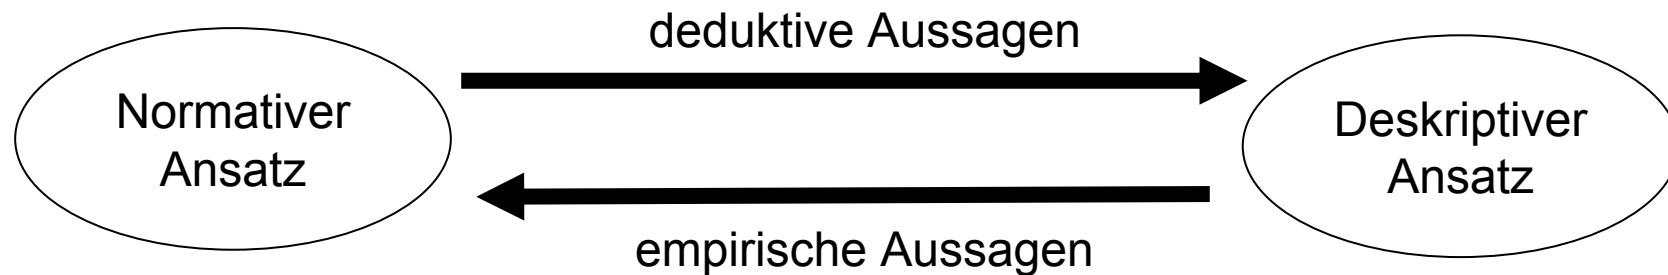 deduktive Aussagen
Normativer
Ansatz
Deskriptiver
Ansatz
empirische Aussagen